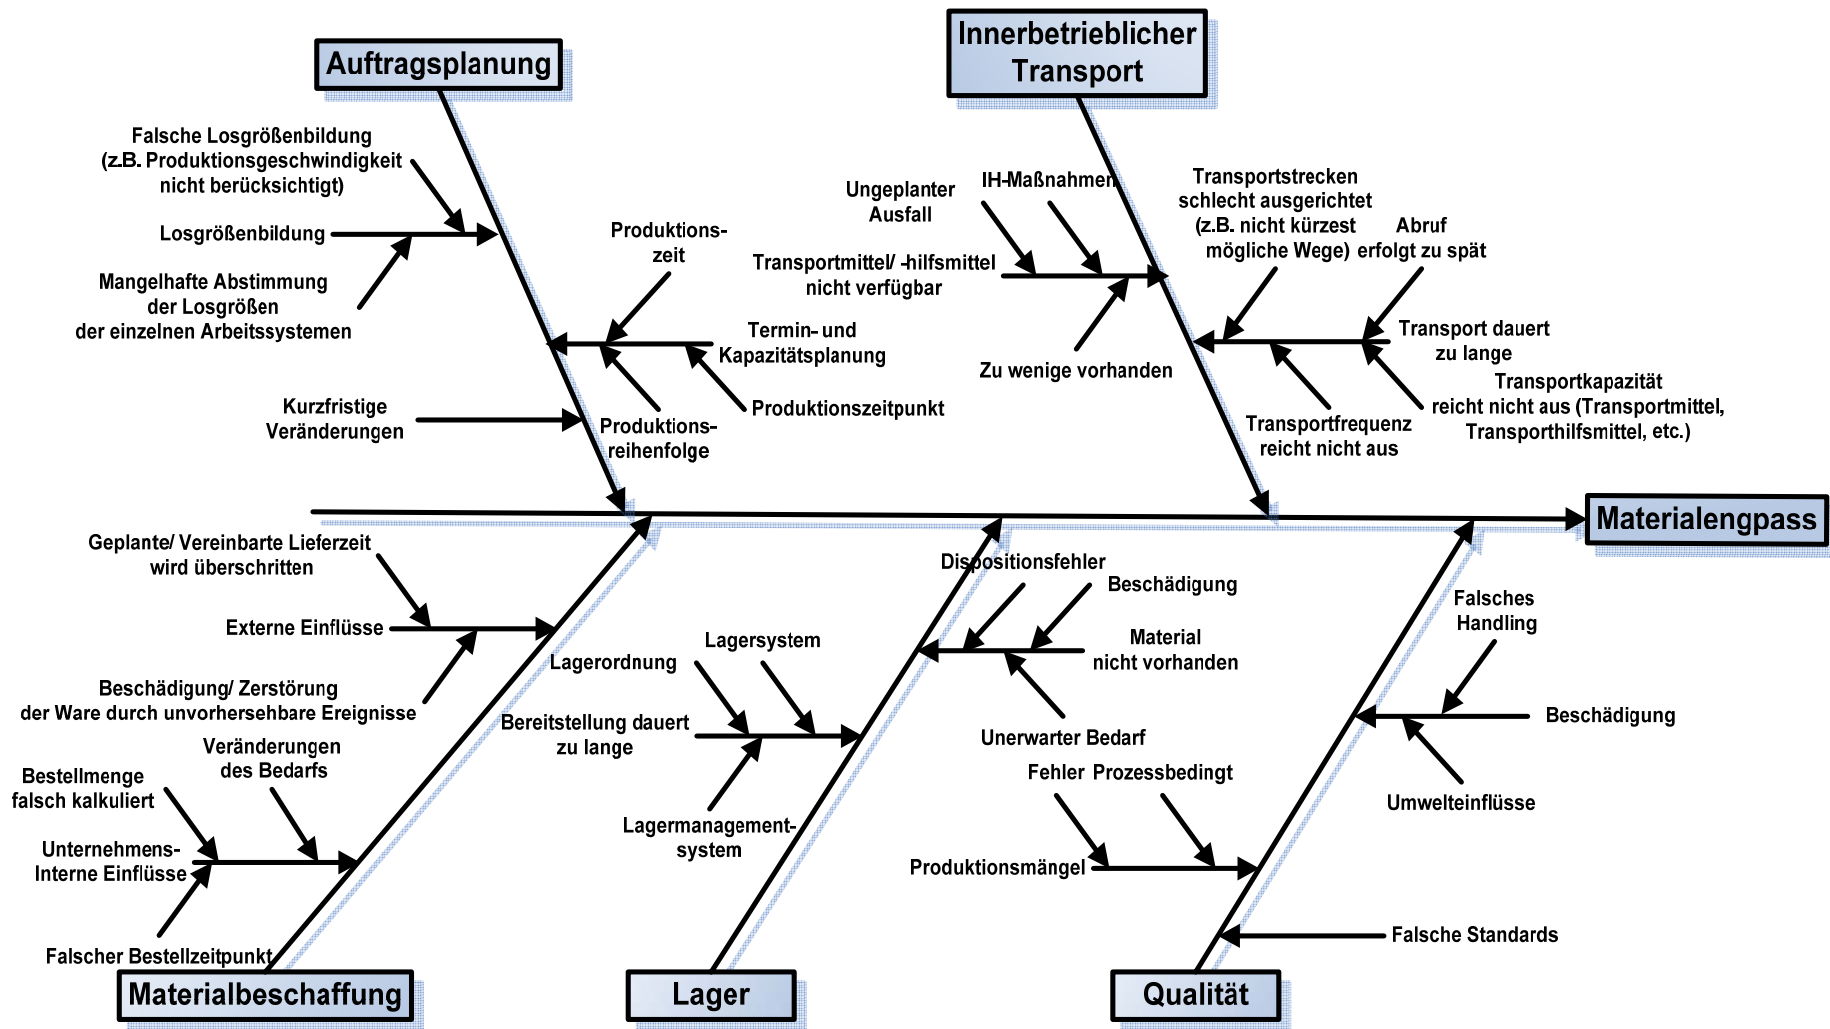 Auftragsplanung
Falsche Losgrößenbildung
(z.B. Produktionsgeschwindigkeit
nicht berücksichtigt)
Losgrößenbildung
Mangelhafte Abstimmung
der Losgrößen
der einzelnen Arbeitssystemen
Produktions-
zeit
Termin- und
Kapazitätsplanung
Produktionszeitpunkt
Produktions-
reihenfolge
Kurzfristige
Veränderungen
Innerbetrieblicher
Transport
Ungeplanter
Ausfall
IH-Maßnahmen
Transportmittel/ -hilfsmittel
nicht verfügbar
Zu wenige vorhanden
Transportstrecken
schlecht ausgerichtet
(z.B. nicht kürzest
mögliche Wege)
Abruf
erfolgt zu spät
Transport dauert
zu lange
Transportkapazität
reicht nicht aus (Transportmittel,
Transporthilfsmittel, etc.)
Transportfrequenz
reicht nicht aus
Materialengpass
Geplante/ Vereinbarte Lieferzeit
wird überschritten
Externe Einflüsse
Beschädigung/ Zerstörung
der Ware durch unvorhersehbare Ereignisse
Veränderungen
des Bedarfs
Bestellmenge
falsch kalkuliert
Unternehmens-
Interne Einflüsse
Falscher Bestellzeitpunkt
Materialbeschaffung
Dispositionsfehler
Beschädigung
Material
nicht vorhanden
Unerwarter Bedarf
Lagersystem
Lagerordnung
Bereitstellung dauert
zu lange
Lagermanagement-
system
Lager
Falsches
Handling
Beschädigung
Umwelteinflüsse
Fehler
Prozessbedingt
Produktionsmängel
Falsche Standards
Qualität